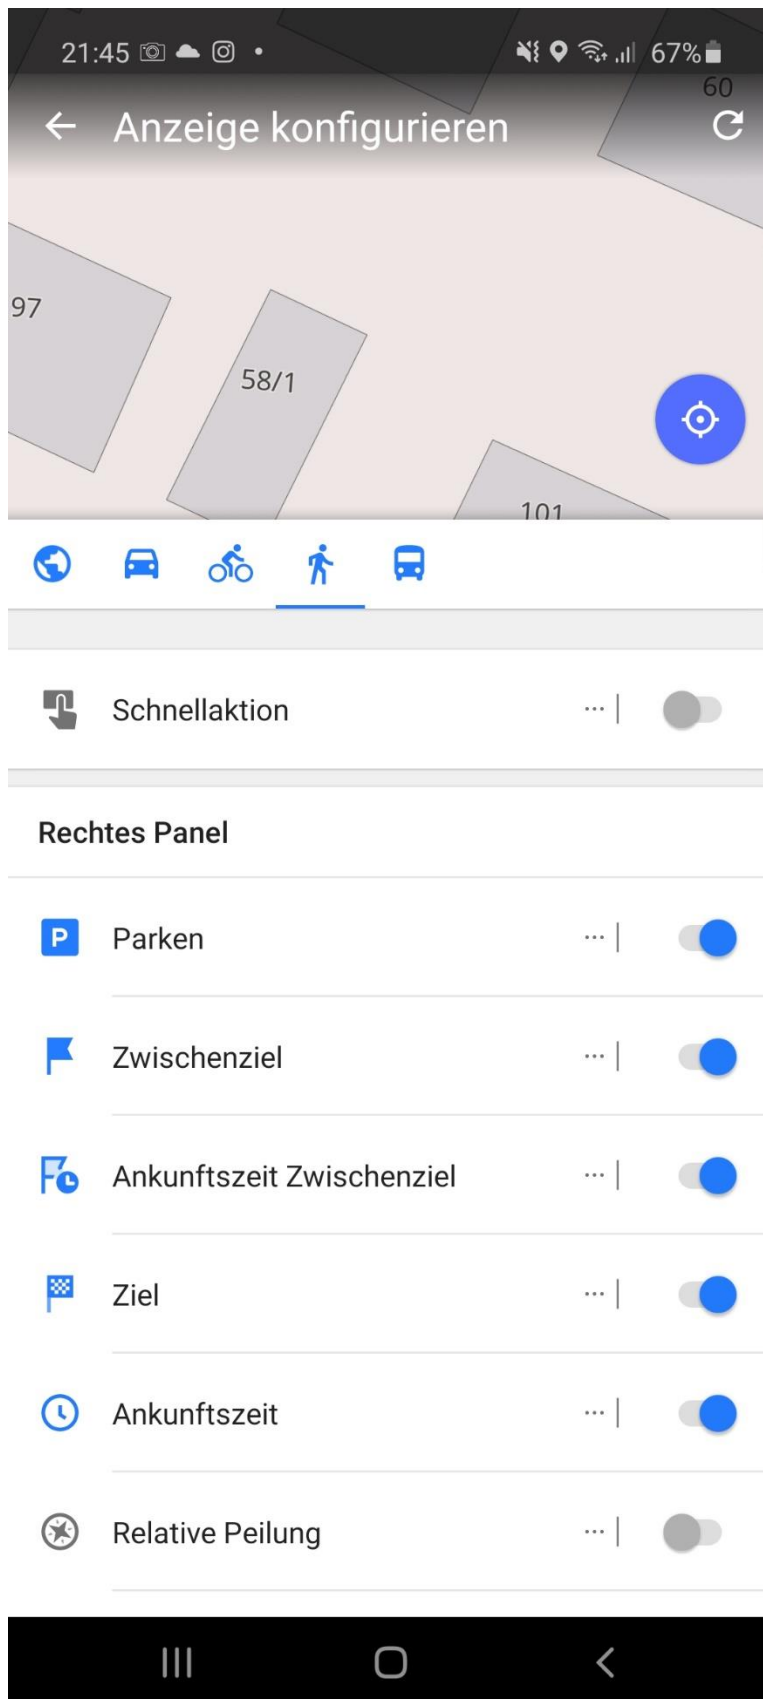 21:45
67%
60
Anzeige konfigurieren
97
58/1
101
Schnellaktion
Rechtes Panel
P Parken
Zwischenziel
Ankunftszeit Zwischenziel
Ziel
Ankunftszeit
Relative Peilung